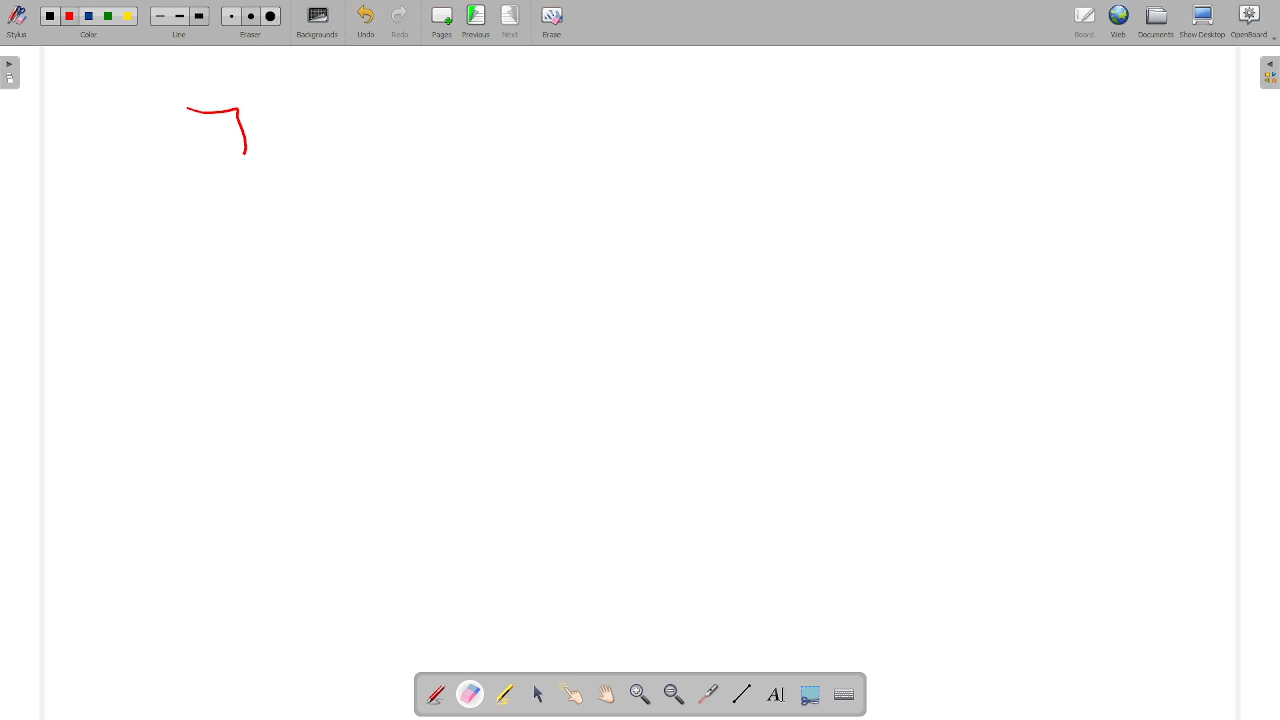 Stylus
Color
Line
Eraser
Backgrounds
Undo
Redo
Pages
Previous
Next
Erase
Board
Web
Documents
Show Desktop
OpenBoard